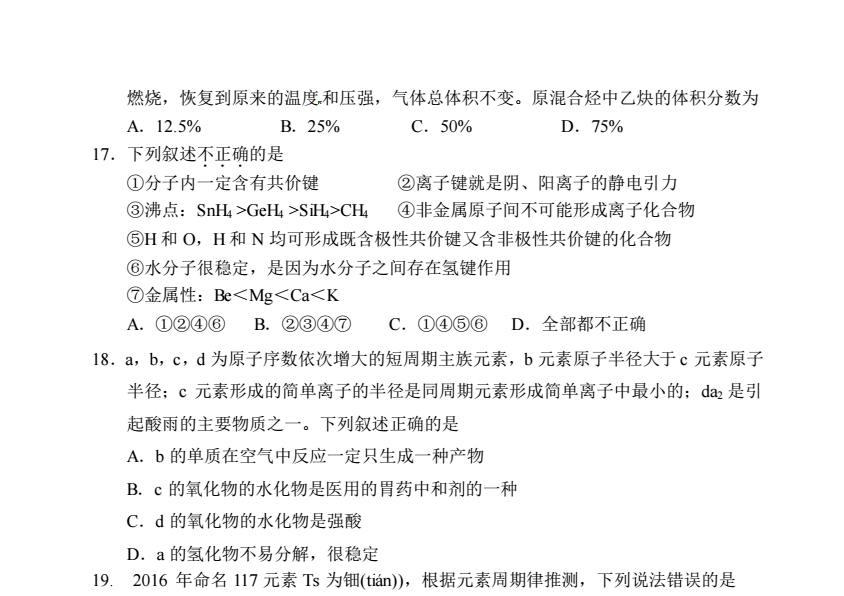 燃烧，恢复到原来的温度和压强，气体总体积不变。原混合烃中乙炔的体积分数为
A．12.5% B．25% C．50% D．75%
17．下列叙述不正确的是
①分子内一定含有共价键 ②离子键就是阴、阳离子的静电引力
③沸点：SnH₄ >GeH₄ >SiH₄>CH₄ ④非金属原子间不可能形成离子化合物
⑤H 和 O，H 和 N 均可形成既含极性共价键又含非极性共价键的化合物
⑥水分子很稳定，是因为水分子之间存在氢键作用
⑦金属性：Be＜Mg＜Ca＜K
A．①②④⑥ B．②③④⑦ C．①④⑤⑥ D．全部都不正确
18．a，b，c，d 为原子序数依次增大的短周期主族元素，b 元素原子半径大于 c 元素原子
半径；c 元素形成的简单离子的半径是同周期元素形成简单离子中最小的；da₂ 是引
起酸雨的主要物质之一。下列叙述正确的是
A．b 的单质在空气中反应一定只生成一种产物
B．c 的氧化物的水化物是医用的胃药中和剂的一种
C．d 的氧化物的水化物是强酸
D．a 的氢化物不易分解，很稳定
19. 2016 年命名 117 元素 Ts 为钿(tián))，根据元素周期律推测，下列说法错误的是